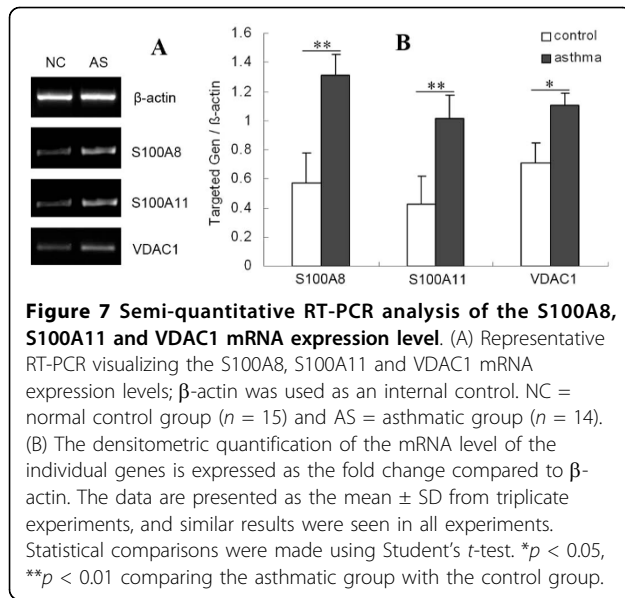 A
NC AS
β-actin
S100A8
S100A11
VDAC1
B
control
asthma
Targeted Gen / ß-actin
1.6
1.4
1.2
1
0.8
0.6
0.4
0.2
0
**
**
*
S100A8 S100A11 VDAC1
Figure 7 Semi-quantitative RT-PCR analysis of the S100A8,
S100A11 and VDAC1 mRNA expression level. (A) Representative
RT-PCR visualizing the S100A8, S100A11 and VDAC1 mRNA
expression levels; β-actin was used as an internal control. NC =
normal control group (n = 15) and AS = asthmatic group (n = 14).
(B) The densitometric quantification of the mRNA level of the
individual genes is expressed as the fold change compared to β-
actin. The data are presented as the mean ± SD from triplicate
experiments, and similar results were seen in all experiments.
Statistical comparisons were made using Student's t-test. *p < 0.05,
**p < 0.01 comparing the asthmatic group with the control group.